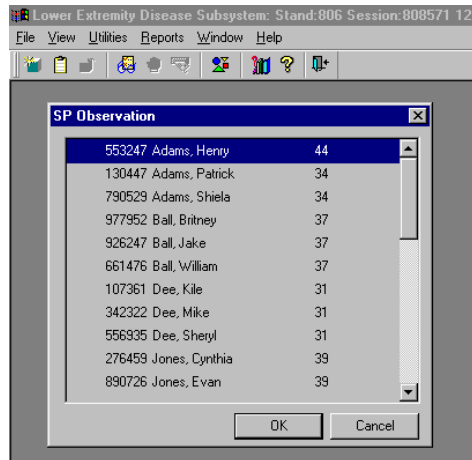 Lower Extremity Disease Subsystem: Stand:806 Session:808571 12
File View Utilities Reports Window Help
SP Observation
553247 Adams, Henry 44
130447 Adams, Patrick 34
790529 Adams, Shiela 34
977952 Ball, Britney 37
926247 Ball, Jake 37
661476 Ball, William 37
107361 Dee, Kile 31
342322 Dee, Mike 31
556935 Dee, Sheryl 31
276459 Jones, Cynthia 39
890726 Jones, Evan 39
OK Cancel